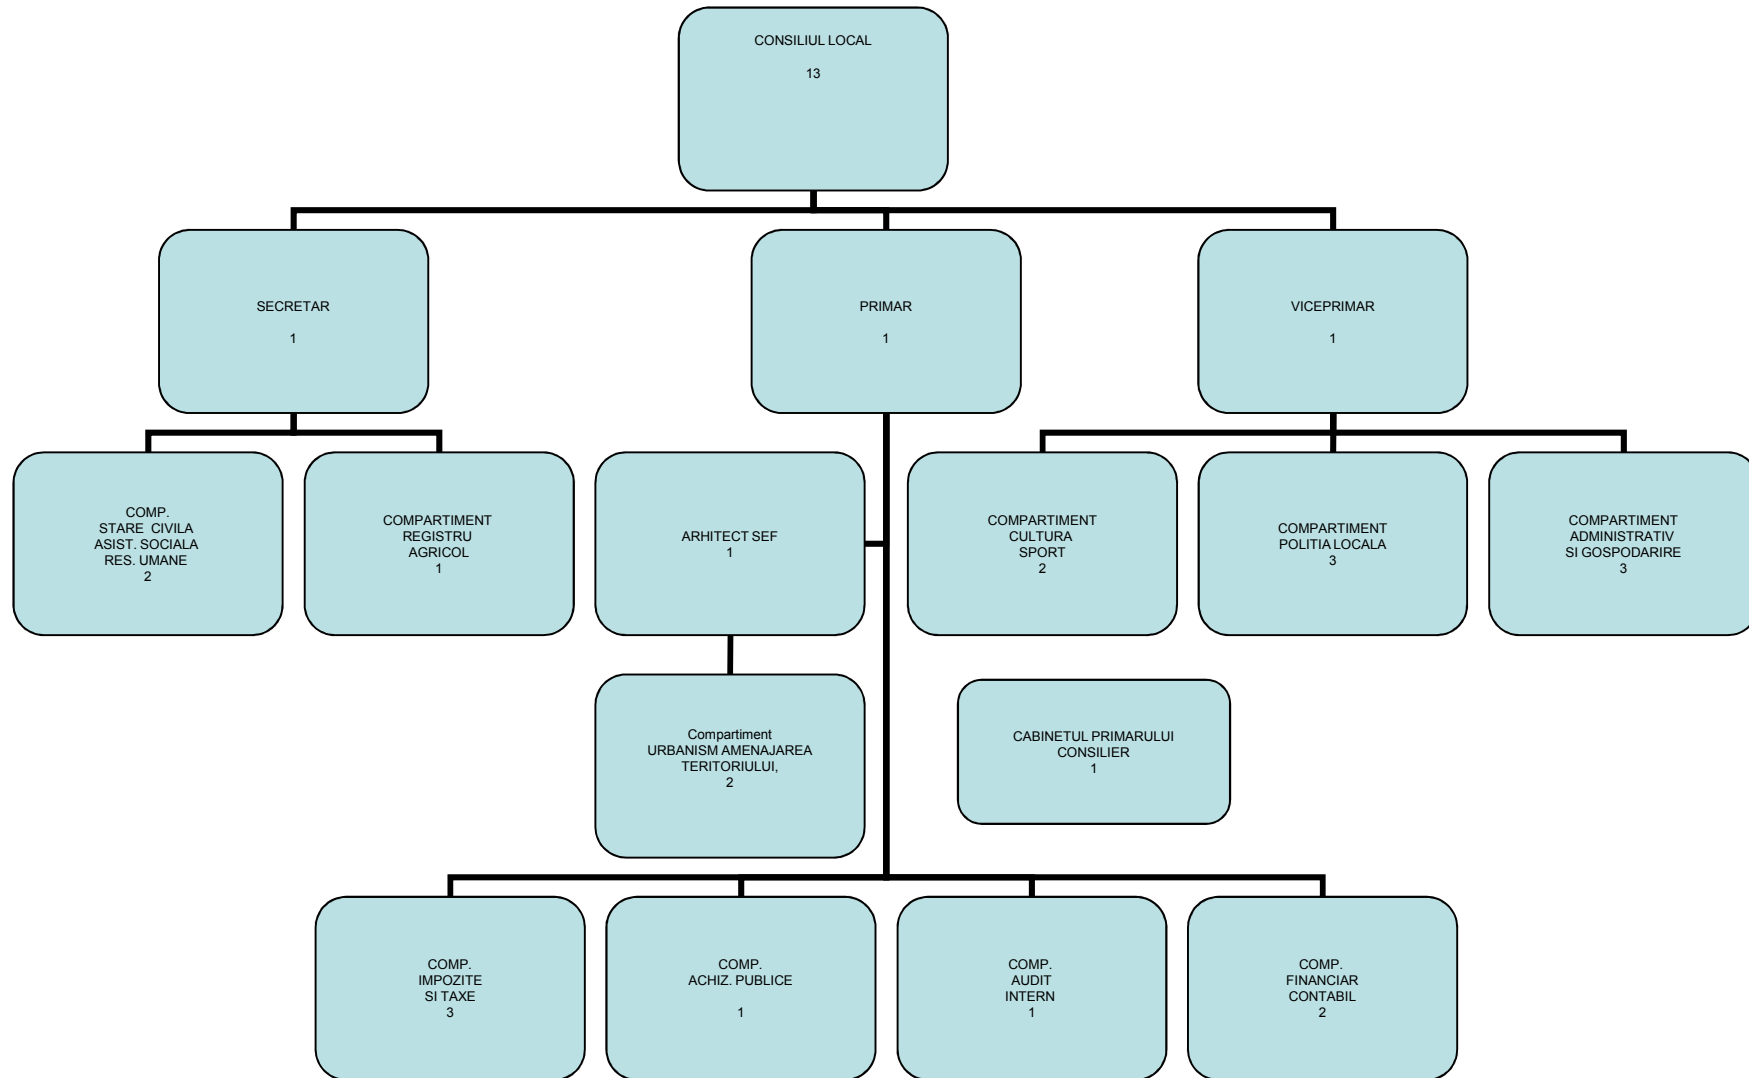 CONSILIUL LOCAL
13
SECRETAR
1
PRIMAR
1
VICEPRIMAR
1
COMP.
STARE CIVILA
ASIST. SOCIALA
RES. UMANE
2
COMPARTIMENT
REGISTRU
AGRICOL
1
ARHITECT SEF
1
COMPARTIMENT
CULTURA
SPORT
2
COMPARTIMENT
POLITIA LOCALA
3
COMPARTIMENT
ADMINISTRATIV
SI GOSPODARIRE
3
Compartiment
URBANISM AMENAJAREA
TERITORIULUI,
2
CABINETUL PRIMARULUI
CONSILIER
1
COMP.
IMPOZITE
SI TAXE
3
COMP.
ACHIZ. PUBLICE
1
COMP.
AUDIT
INTERN
1
COMP.
FINANCIAR
CONTABIL
2